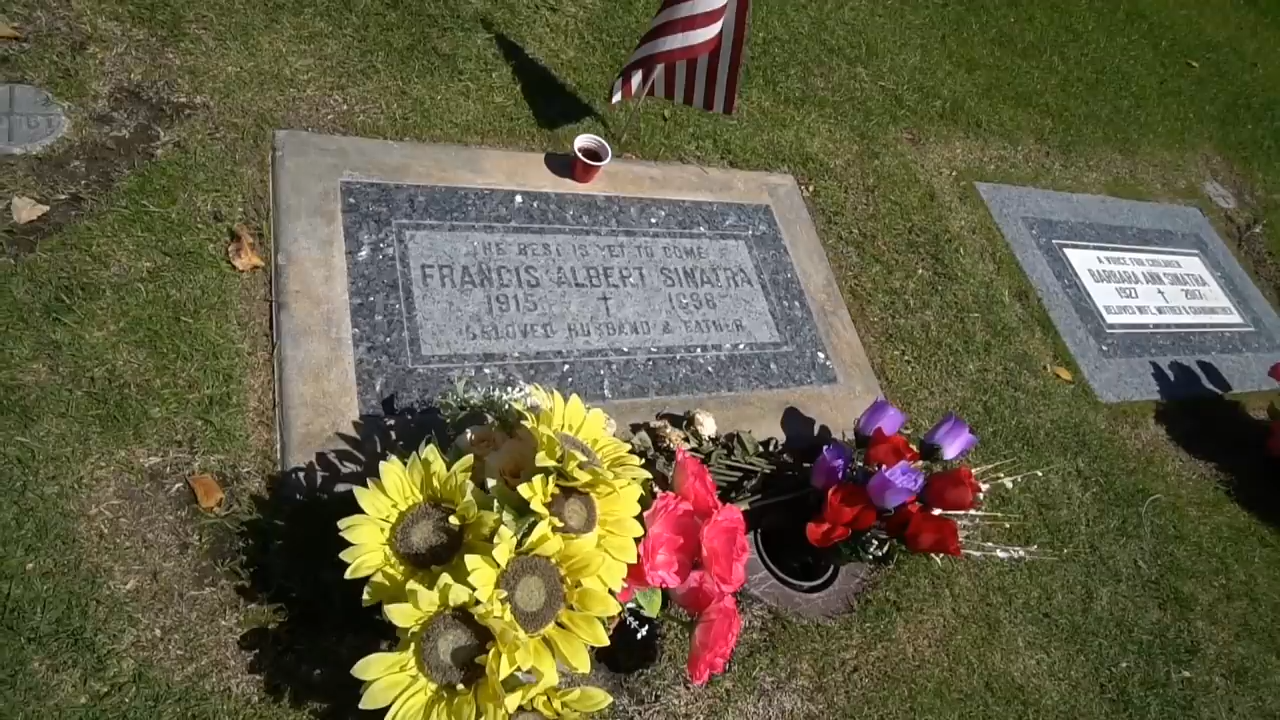 THE BEST IS YET TO COME
FRANCIS ALBERT SINATRA
1915 † 1998
BELOVED HUSBAND & FATHER
A VOICE FOR CHILDREN
BARBARA ANN SINATRA
1927 † 2017
BELOVED WIFE, MOTHER & GRANDMOTHER